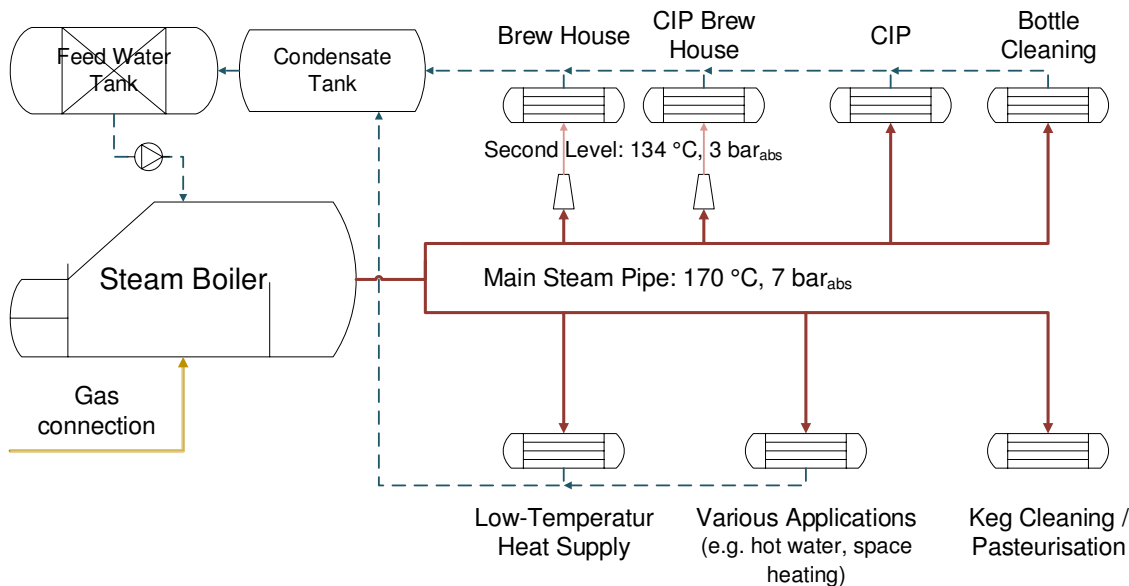 Feed Water
Tank
Condensate
Tank
Brew House
CIP Brew
House
CIP
Bottle
Cleaning
Second Level: 134 °C, 3 bar_abs
Steam Boiler
Main Steam Pipe: 170 °C, 7 bar_abs
Gas
connection
Low-Temperatur
Heat Supply
Various Applications
(e.g. hot water, space
heating)
Keg Cleaning /
Pasteurisation